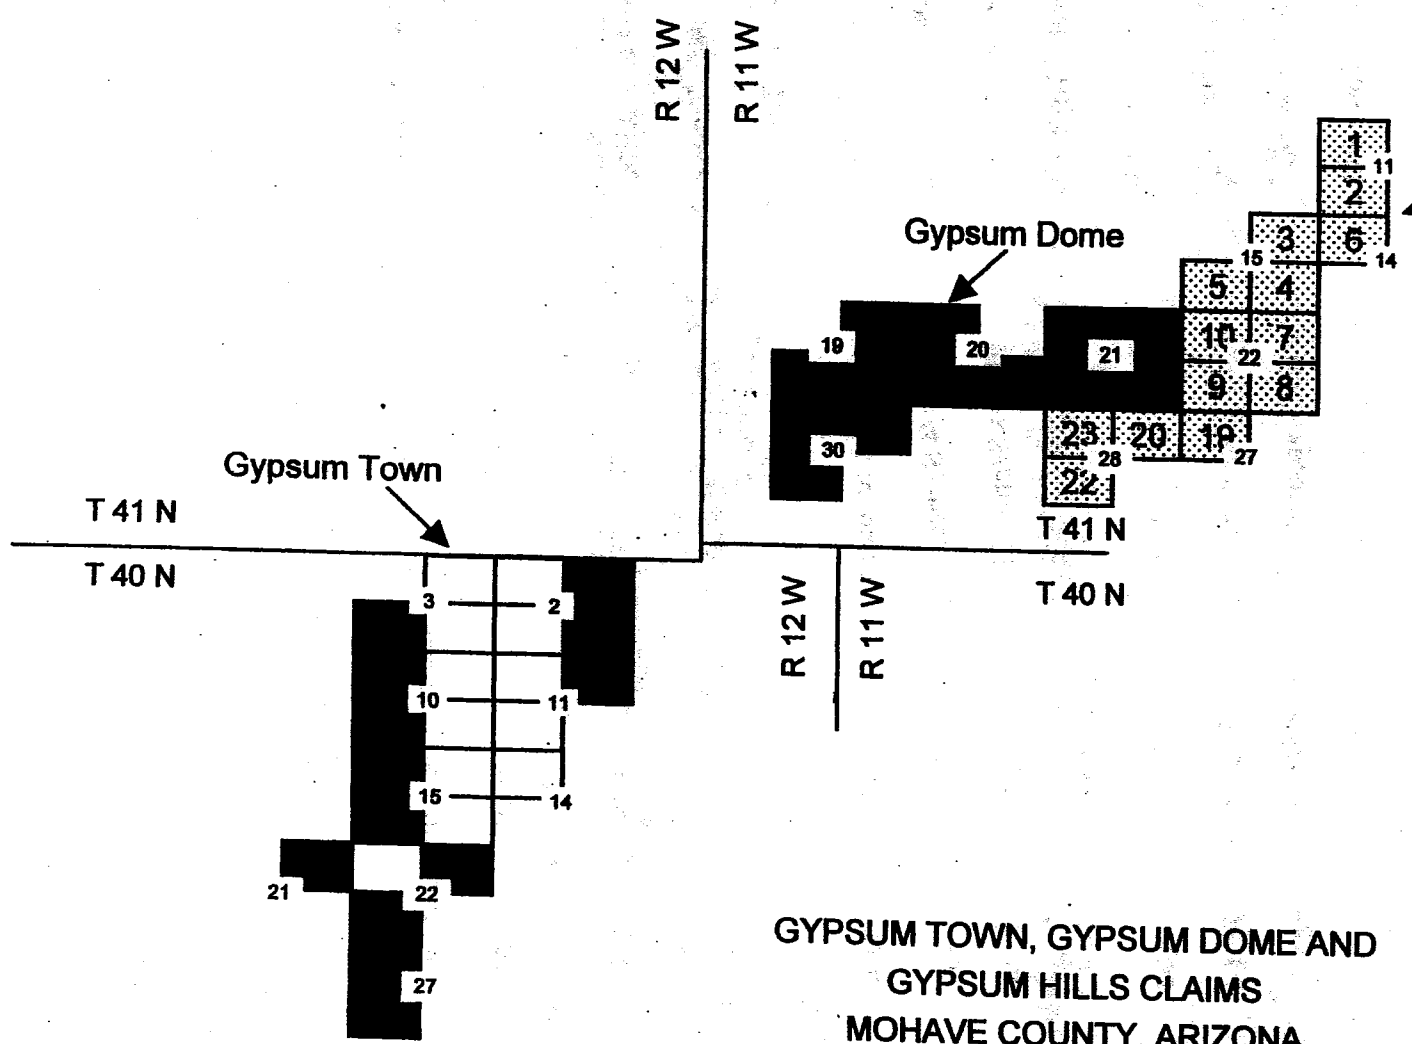 R 12 W
R 11 W
1
11
2
3
6
15
14
5
4
Gypsum Dome
19
20
21
10
22
7
9
8
30
23
20
19
28
27
22
Gypsum Town
T 41 N
T 41 N
T 40 N
T 40 N
R 12 W
R 11 W
3
2
10
11
15
14
21
22
27
GYPSUM TOWN, GYPSUM DOME AND
GYPSUM HILLS CLAIMS
MOHAVE COUNTY, ARIZONA